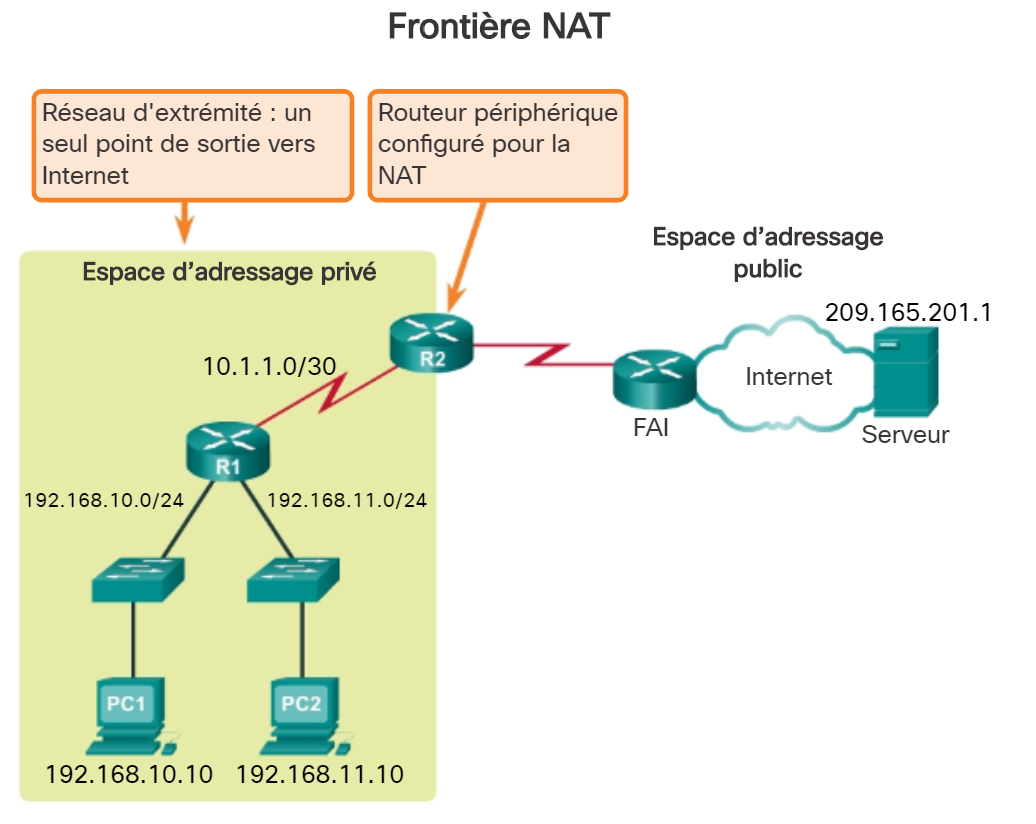 Frontière NAT
Réseau d'extrémité : un
seul point de sortie vers
Internet
Routeur périphérique
configuré pour la
NAT
Espace d’adressage
public
Espace d’adressage privé
209.165.201.1
10.1.1.0/30
R2
Internet
FAI
Serveur
R1
192.168.10.0/24
192.168.11.0/24
PC1
PC2
192.168.10.10
192.168.11.10